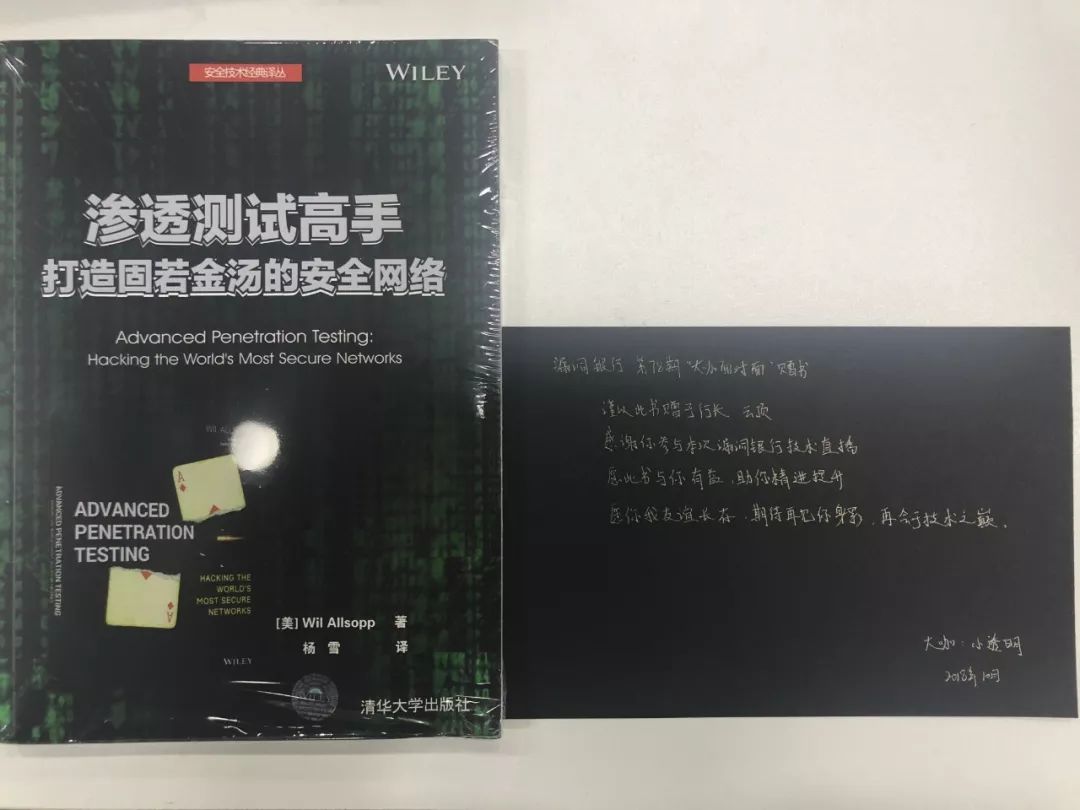 安全技术经典译丛
WILEY
渗透测试高手
打造固若金汤的安全网络
Advanced Penetration Testing:
Hacking the World's Most Secure Networks
WIL ALLSOPP
ADVANCED
PENETRATION
TESTING
ADVANCED PENETRATION TESTING
HACKING THE
WORLD'S
MOST SECURE
NETWORKS
WILEY
[美] Wil Allsopp 著
杨 雪 译
清华大学出版社
漏洞银行 第78期“大咖面对面”赠书
谨以此书赠予行长 云顶
感谢你参与本次漏洞银行技术直播
愿此书与你有益，助你精进提升
愿你我友谊长存，期待再见你身影，再会于技术之巅。
大咖：小透明
2018年10月